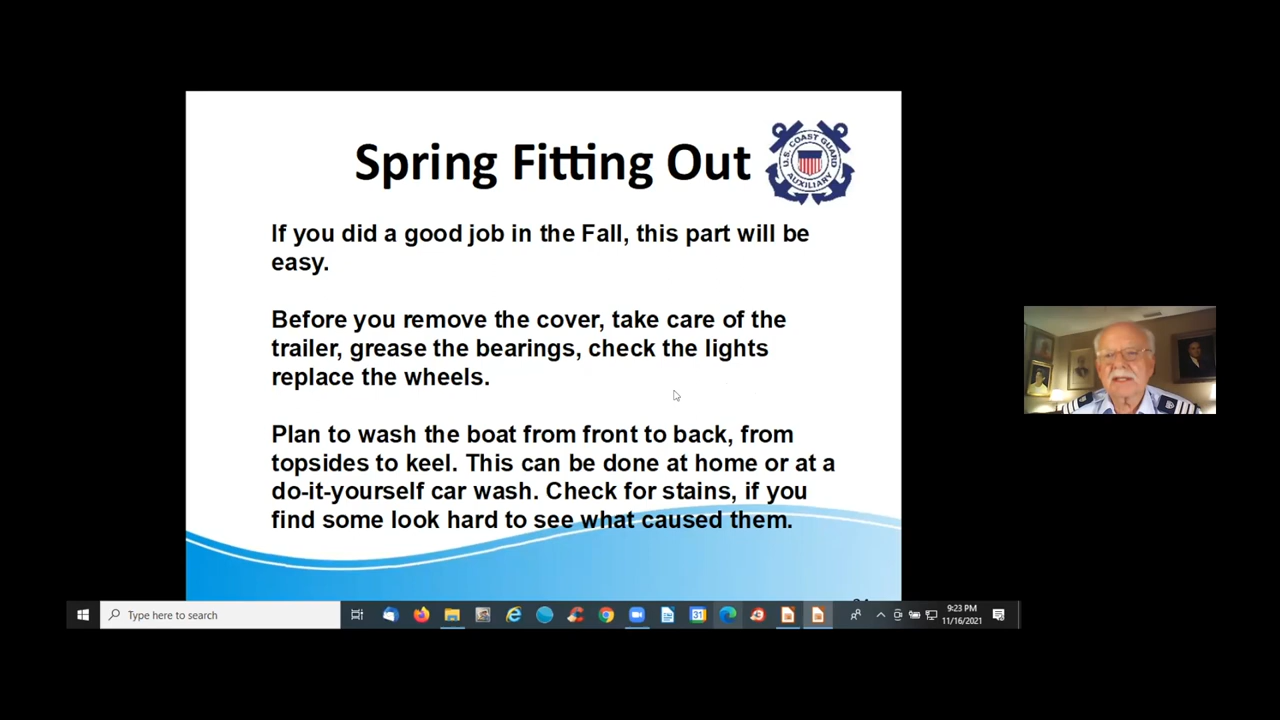 Spring Fitting Out
U.S. COAST GUARD
AUXILIARY
If you did a good job in the Fall, this part will be
easy.
Before you remove the cover, take care of the
trailer, grease the bearings, check the lights
replace the wheels.
Plan to wash the boat from front to back, from
topsides to keel. This can be done at home or at a
do-it-yourself car wash. Check for stains, if you
find some look hard to see what caused them.
Type here to search
31
9:23 PM
11/16/2021